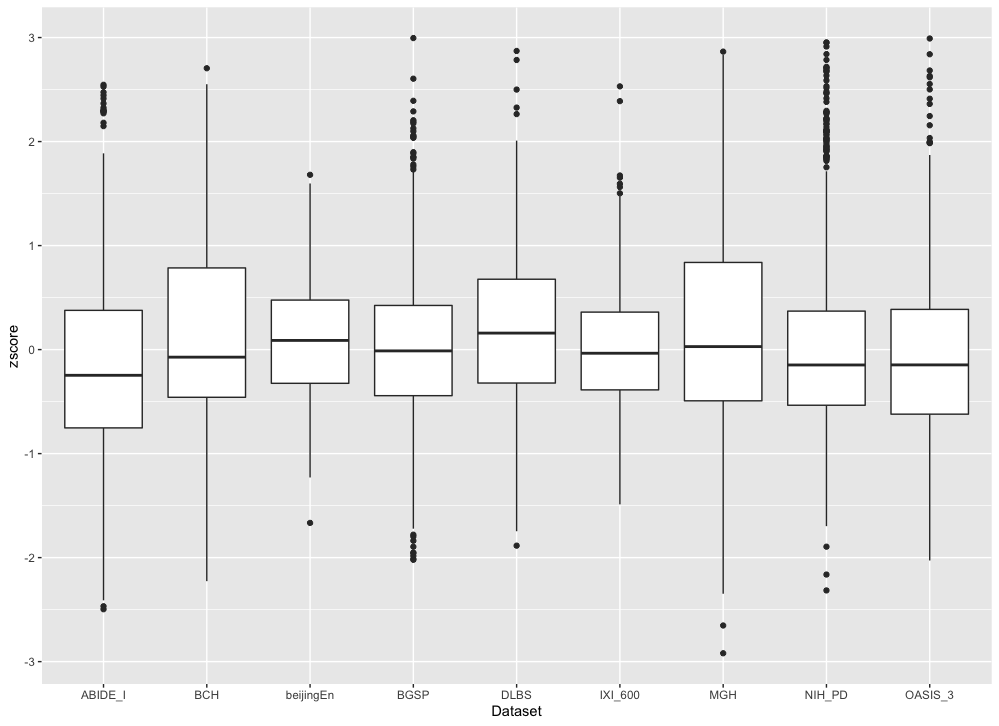 3
2
1
0
-1
-2
-3
zscore
ABIDE_I BCH beijingEn BGSP DLBS IXI_600 MGH NIH_PD OASIS_3
Dataset